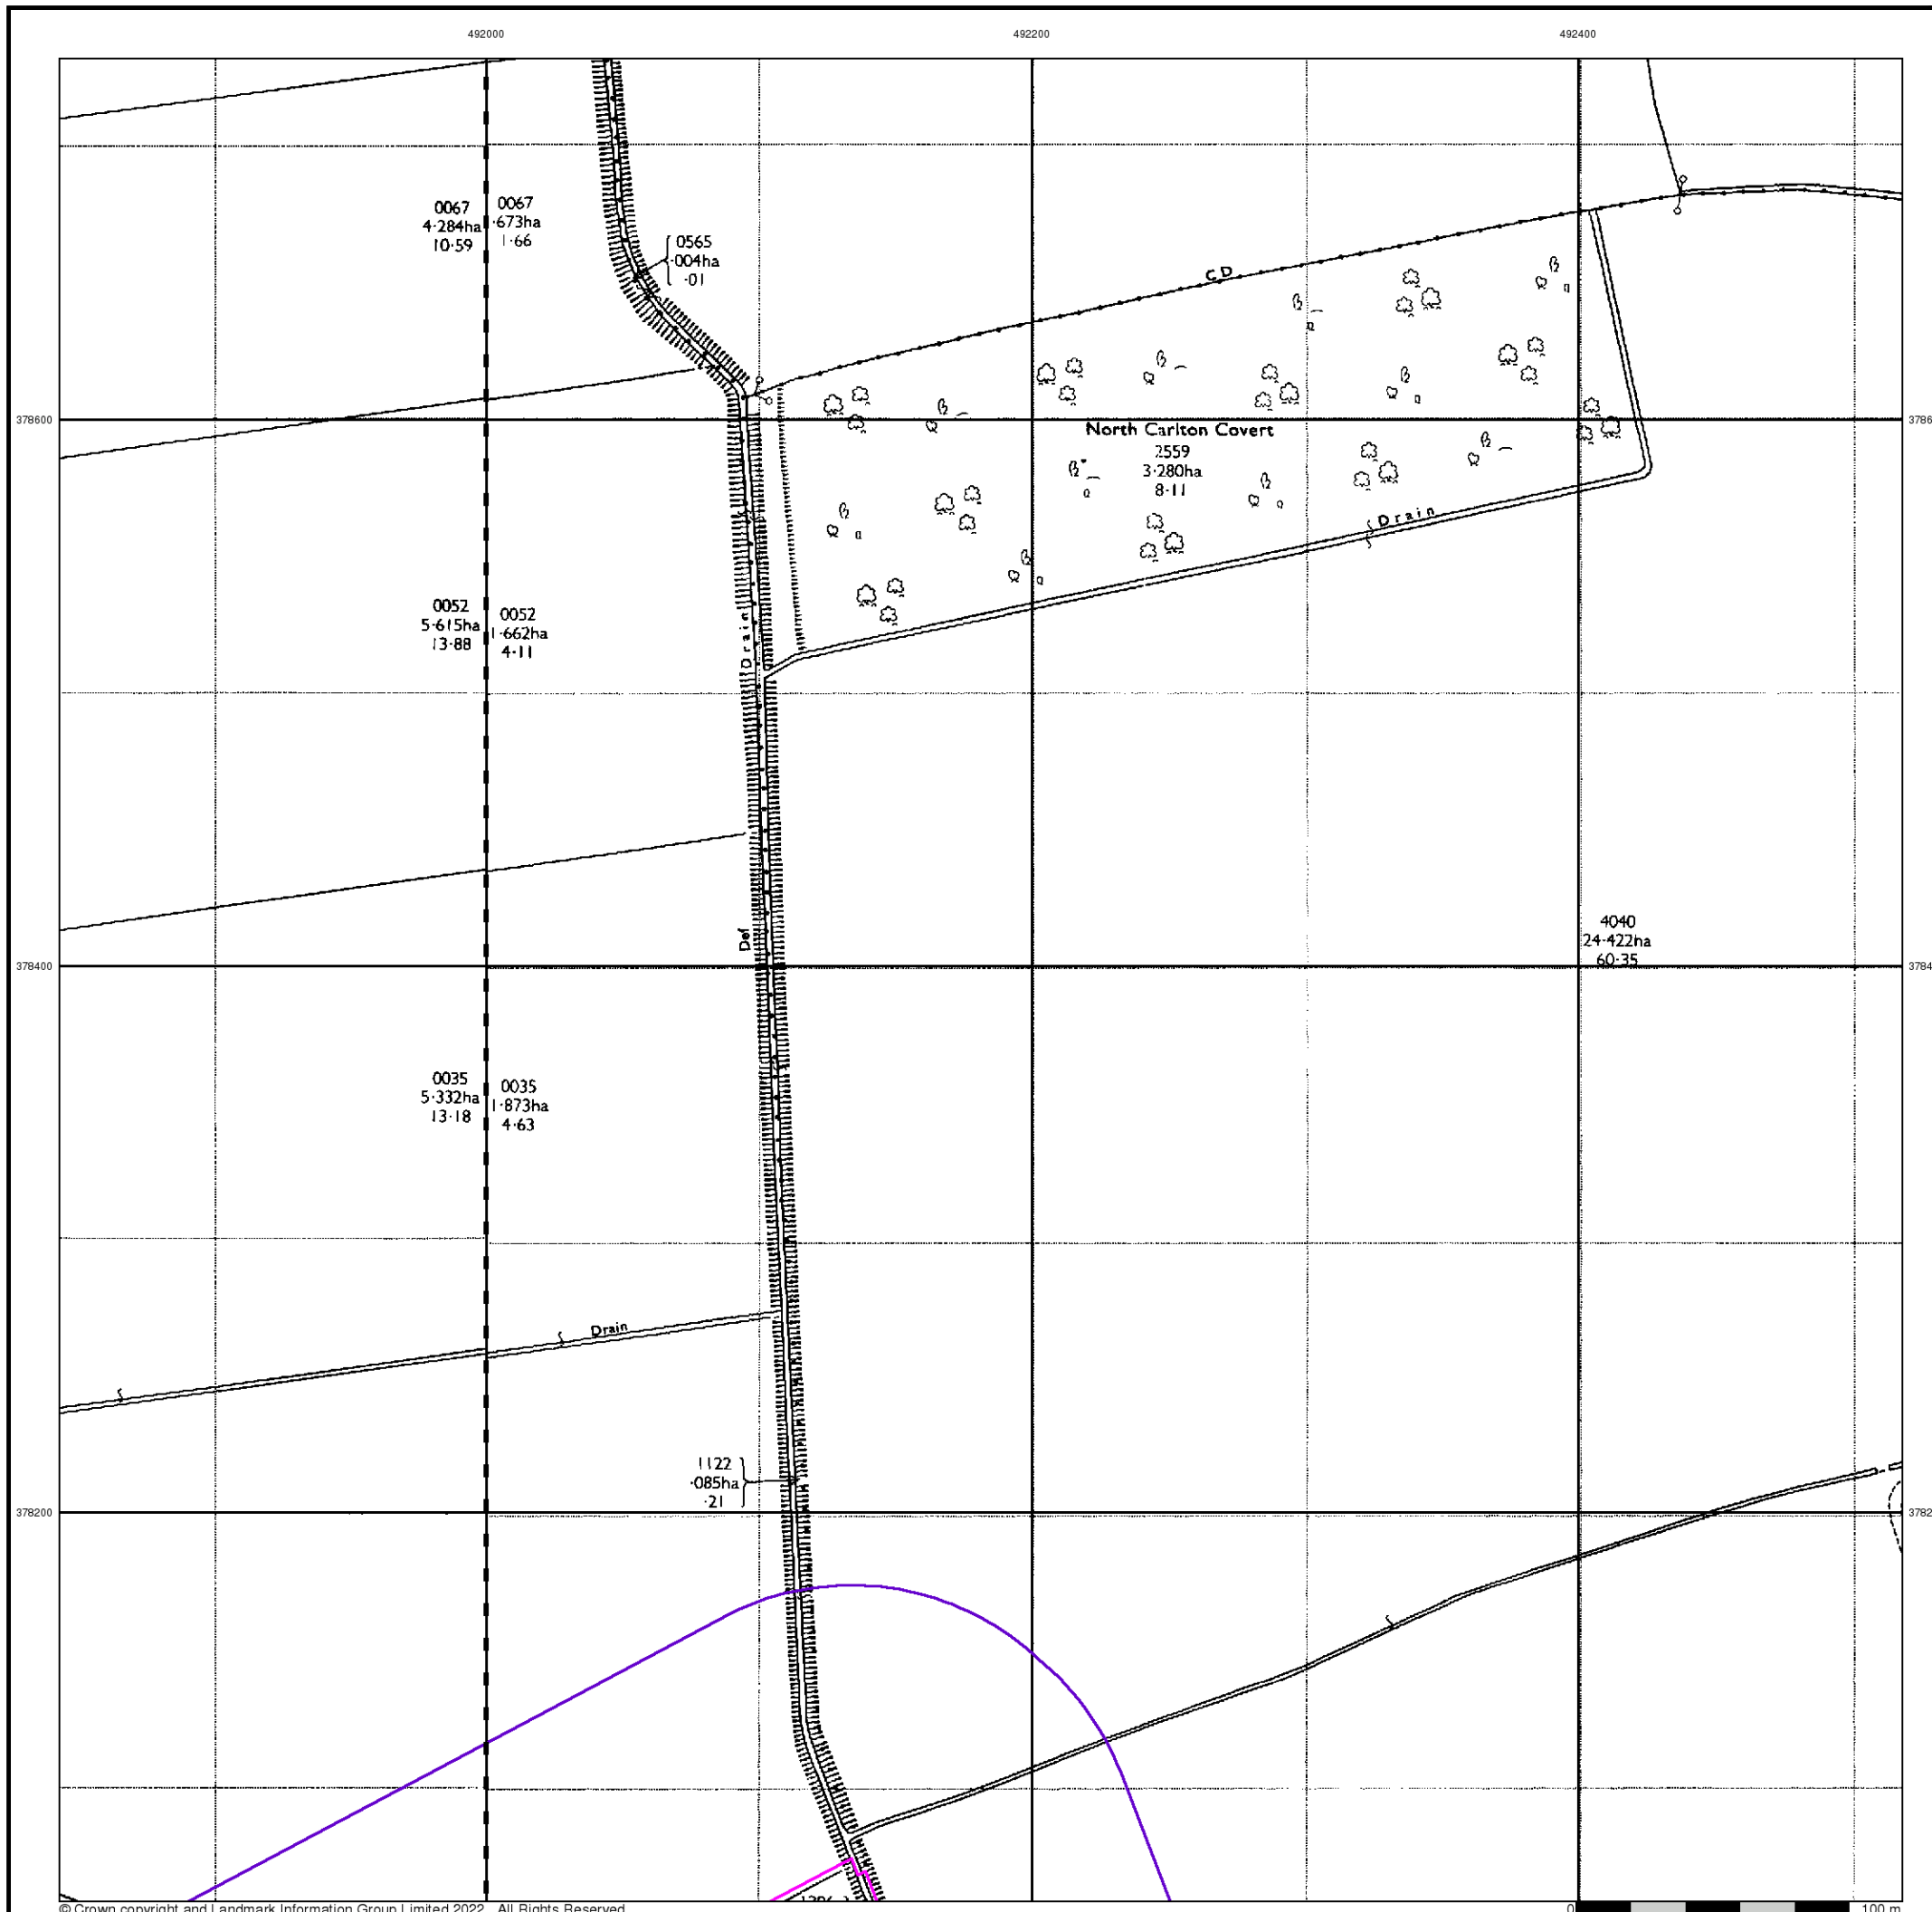 492000
492200
492400
0067
4·284ha
10·59
0067
·673ha
1·66
0565
·004ha
·01
CD
378600
North Carlton Covert
2559
3·280ha
8·11
Drain
0052
5·615ha
13·88
0052
1·662ha
4·11
Drain
Def
4040
24·422ha
60·35
378400
0035
5·332ha
13·18
0035
1·873ha
4·63
Drain
1122
·085ha
·21
378200
© Crown copyright and Landmark Information Group Limited 2022. All Rights Reserved.
0
100 m